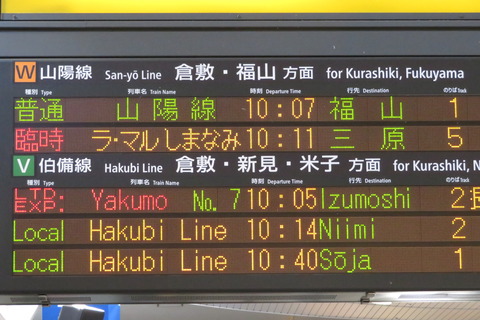 W 山陽線 San-yō Line 倉敷・福山 方面 for Kurashiki, Fukuyama
種別 Type 列車名 Train Name 時刻 Departure Time 行先 Destination のりば Track
普通 山陽線 10:07 福山 1
臨時 ラ・マルしまなみ 10:11 三原 5
V 伯備線 Hakubi Line 倉敷・新見・米子 方面 for Kurashiki, N
種別 Type 列車名 Train Name 時刻 Departure Time 行先 Destination のりば Track
LTD. EXP: Yakumo No. 7 10:05 Izumoshi 2
Local Hakubi Line 10:14 Niimi 2
Local Hakubi Line 10:40 Sōja 1